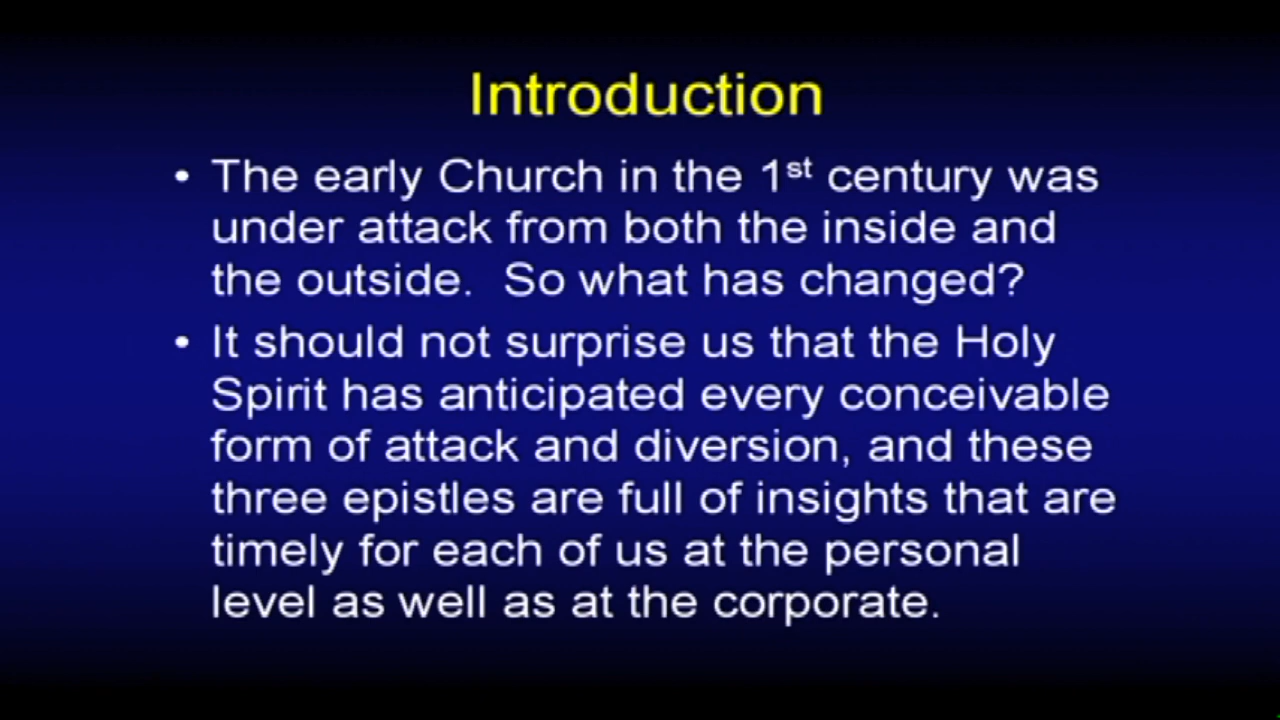 Introduction
• The early Church in the 1st century was
under attack from both the inside and
the outside.  So what has changed?
• It should not surprise us that the Holy
Spirit has anticipated every conceivable
form of attack and diversion, and these
three epistles are full of insights that are
timely for each of us at the personal
level as well as at the corporate.